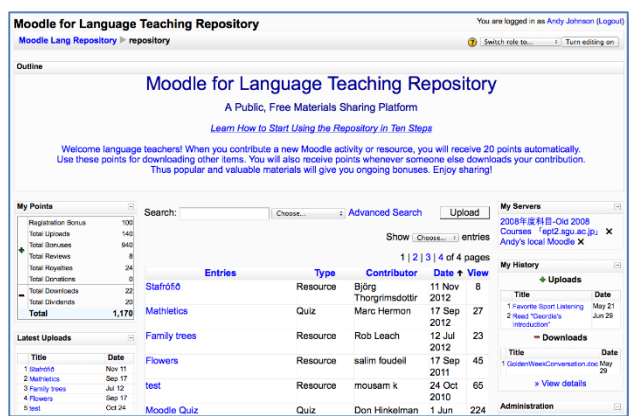 Moodle for Language Teaching Repository
You are logged in as Andy Johnson (Logout)
Moodle Lang Repository ► repository
Switch role to...
Turn editing on
Outline
Moodle for Language Teaching Repository
A Public, Free Materials Sharing Platform
Learn How to Start Using the Repository in Ten Steps
Welcome language teachers! When you contribute a new Moodle activity or resource, you will receive 20 points automatically.
Use these points for downloading other items. You will also receive points whenever someone else downloads your contribution.
Thus popular and valuable materials will give you ongoing bonuses. Enjoy sharing!
My Points
Registration Bonus 100
Total Uploads 140
Total Bonuses 940
Total Reviews 8
Total Royalties 24
Total Donations 0
Total Downloads 22
Total Dividends 20
Total 1,170
Latest Uploads
Title Date
1 Stafrófið Nov 11
2 Mathletics Sep 17
3 Family trees Jul 12
4 Flowers Sep 17
5 test Oct 24
Search: Choose... Advanced Search Upload
Show Choose... entries
1 | 2 | 3 | 4 of 4 pages
Entries Type Contributor Date ↑ View
Stafrófið Resource Björg Thorgrimsdottir 11 Nov 2012 8
Mathletics Quiz Marc Hermon 17 Sep 2012 27
Family trees Resource Rob Leach 12 Jul 2012 23
Flowers Resource salim foudeil 17 Sep 2011 45
test Resource mousam k 24 Oct 2010 65
Moodle Quiz Quiz Don Hinkelman 1 Jun 224
My Servers
2008年度科目-Old 2008
Courses 「ept2.sgu.ac.jp」 ✕
Andy's local Moodle ✕
My History
Uploads
Title Date
1 Favorite Sport Listening May 21
2 Read "Geordie's Introduction" Jun 29
Downloads
Title Date
1 GoldenWeekConversation.doc May 29
» View details
Administration